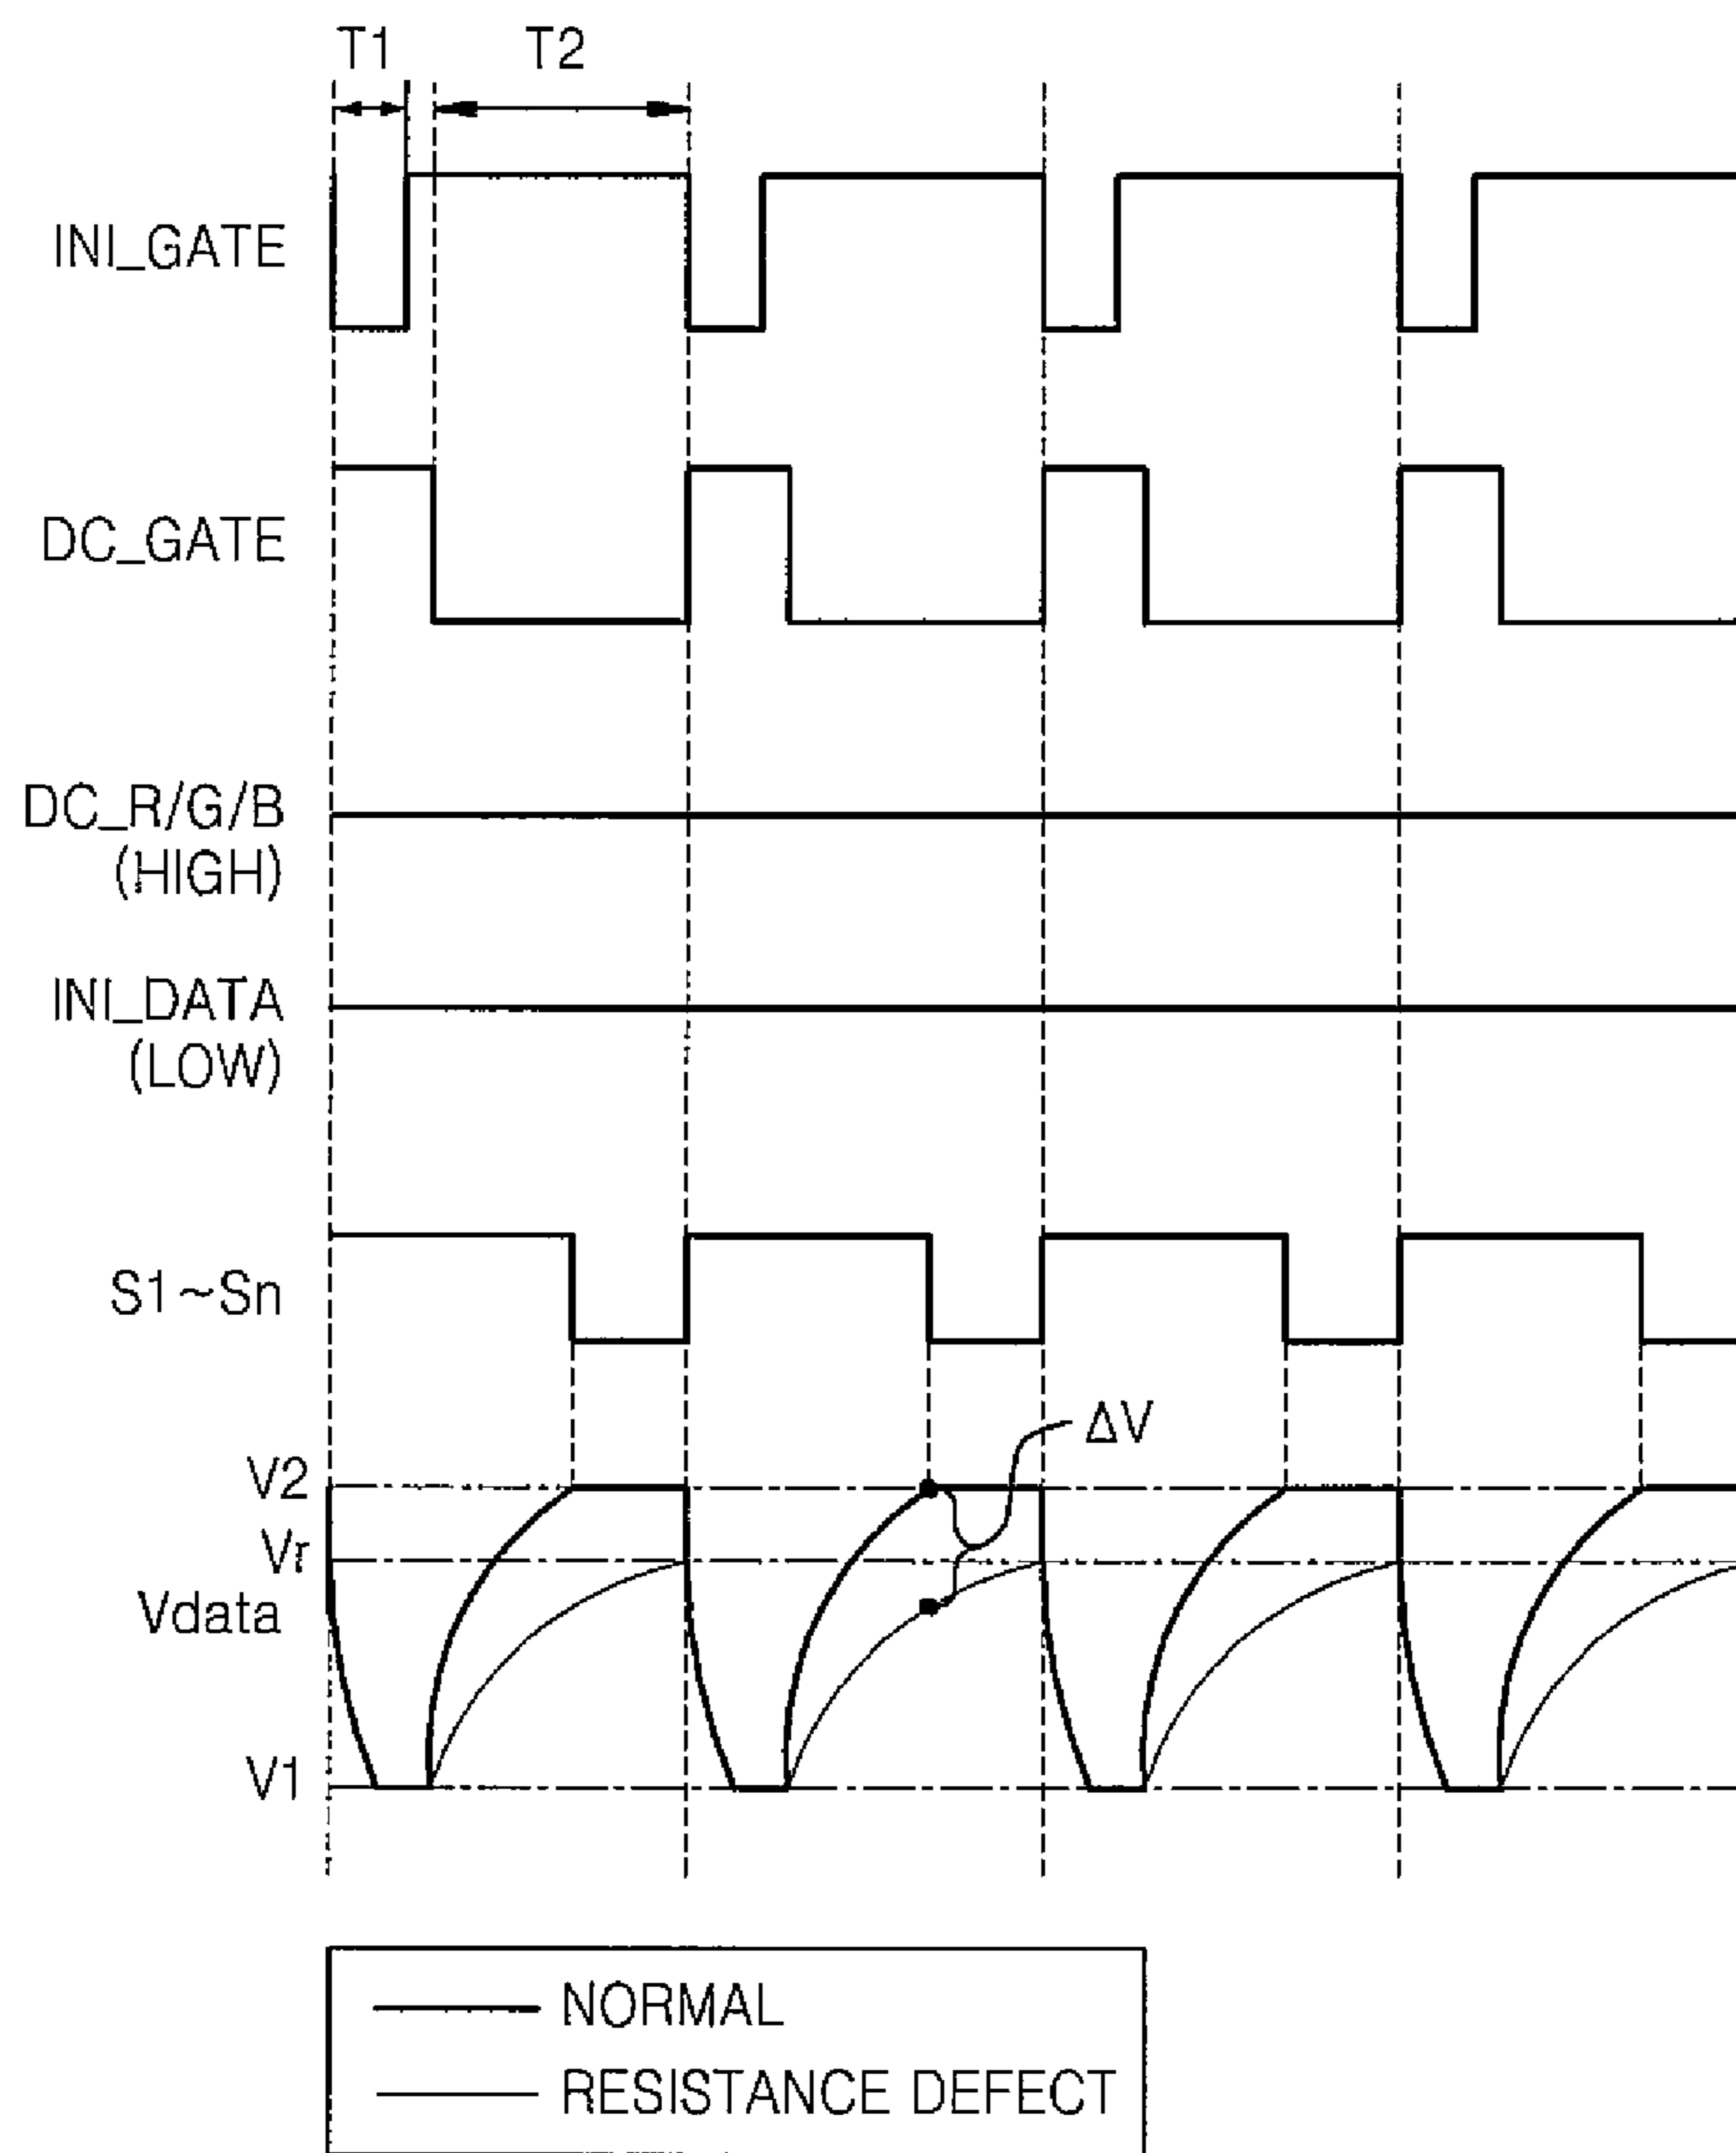 T1 T2
INI_GATE
DC_GATE
DC_R/G/B
(HIGH)
INI_DATA
(LOW)
S1~Sn
ΔV
V2
Vr
Vdata
V1
NORMAL
RESISTANCE DEFECT